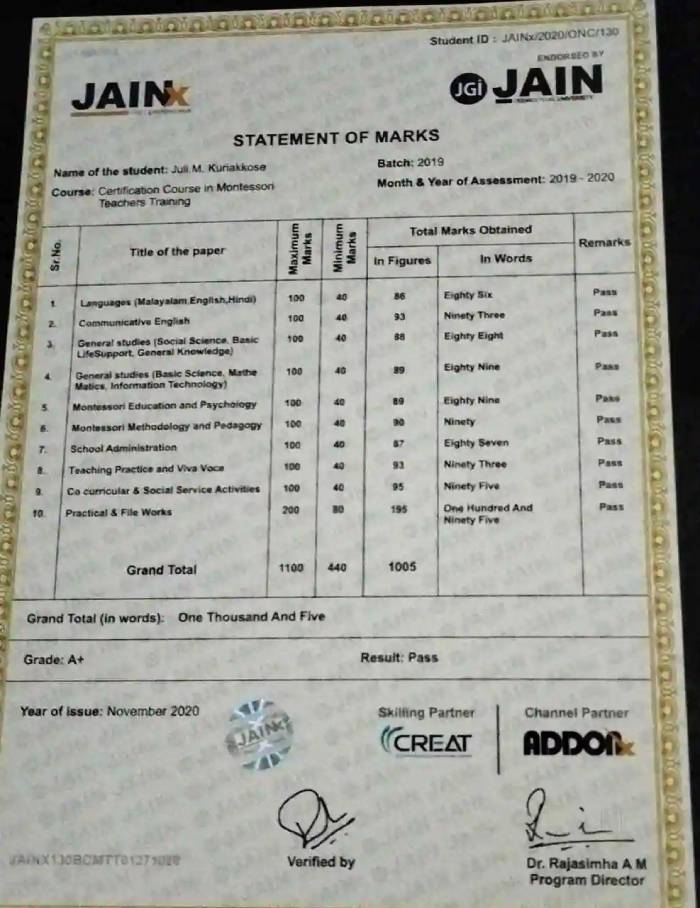 Student ID : JAINx/2020/ONC/130
JAINx
ENDORSED BY
JGi JAIN
STATEMENT OF MARKS
Name of the student: Juli M. Kuriakkose
Batch: 2019
Course: Certification Course in Montessori
Teachers Training
Month & Year of Assessment: 2019 - 2020
Sr.No. Title of the paper Maximum Marks Minimum Marks Total Marks Obtained Remarks
In Figures In Words
1. Languages (Malayalam,English,Hindi) 100 40 86 Eighty Six Pass
2. Communicative English 100 40 93 Ninety Three Pass
3. General studies (Social Science, Basic 100 40 88 Eighty Eight Pass
LifeSupport, General Knowledge)
4. General studies (Basic Science, Mathe 100 40 89 Eighty Nine Pass
Matics, Information Technology)
5. Montessori Education and Psychology 100 40 89 Eighty Nine Pass
6. Montessori Methodology and Pedagogy 100 40 90 Ninety Pass
7. School Administration 100 40 87 Eighty Seven Pass
8. Teaching Practice and Viva Voce 100 40 93 Ninety Three Pass
9. Co curricular & Social Service Activities 100 40 95 Ninety Five Pass
10. Practical & File Works 200 80 195 One Hundred And Pass
Ninety Five
Grand Total 1100 440 1005
Grand Total (in words): One Thousand And Five
Grade: A+ Result: Pass
Year of issue: November 2020
JAINx
Skilling Partner
CREAT
Channel Partner
ADDONx
JAINX130BCMTT01271020
Verified by
Dr. Rajasimha A M
Program Director